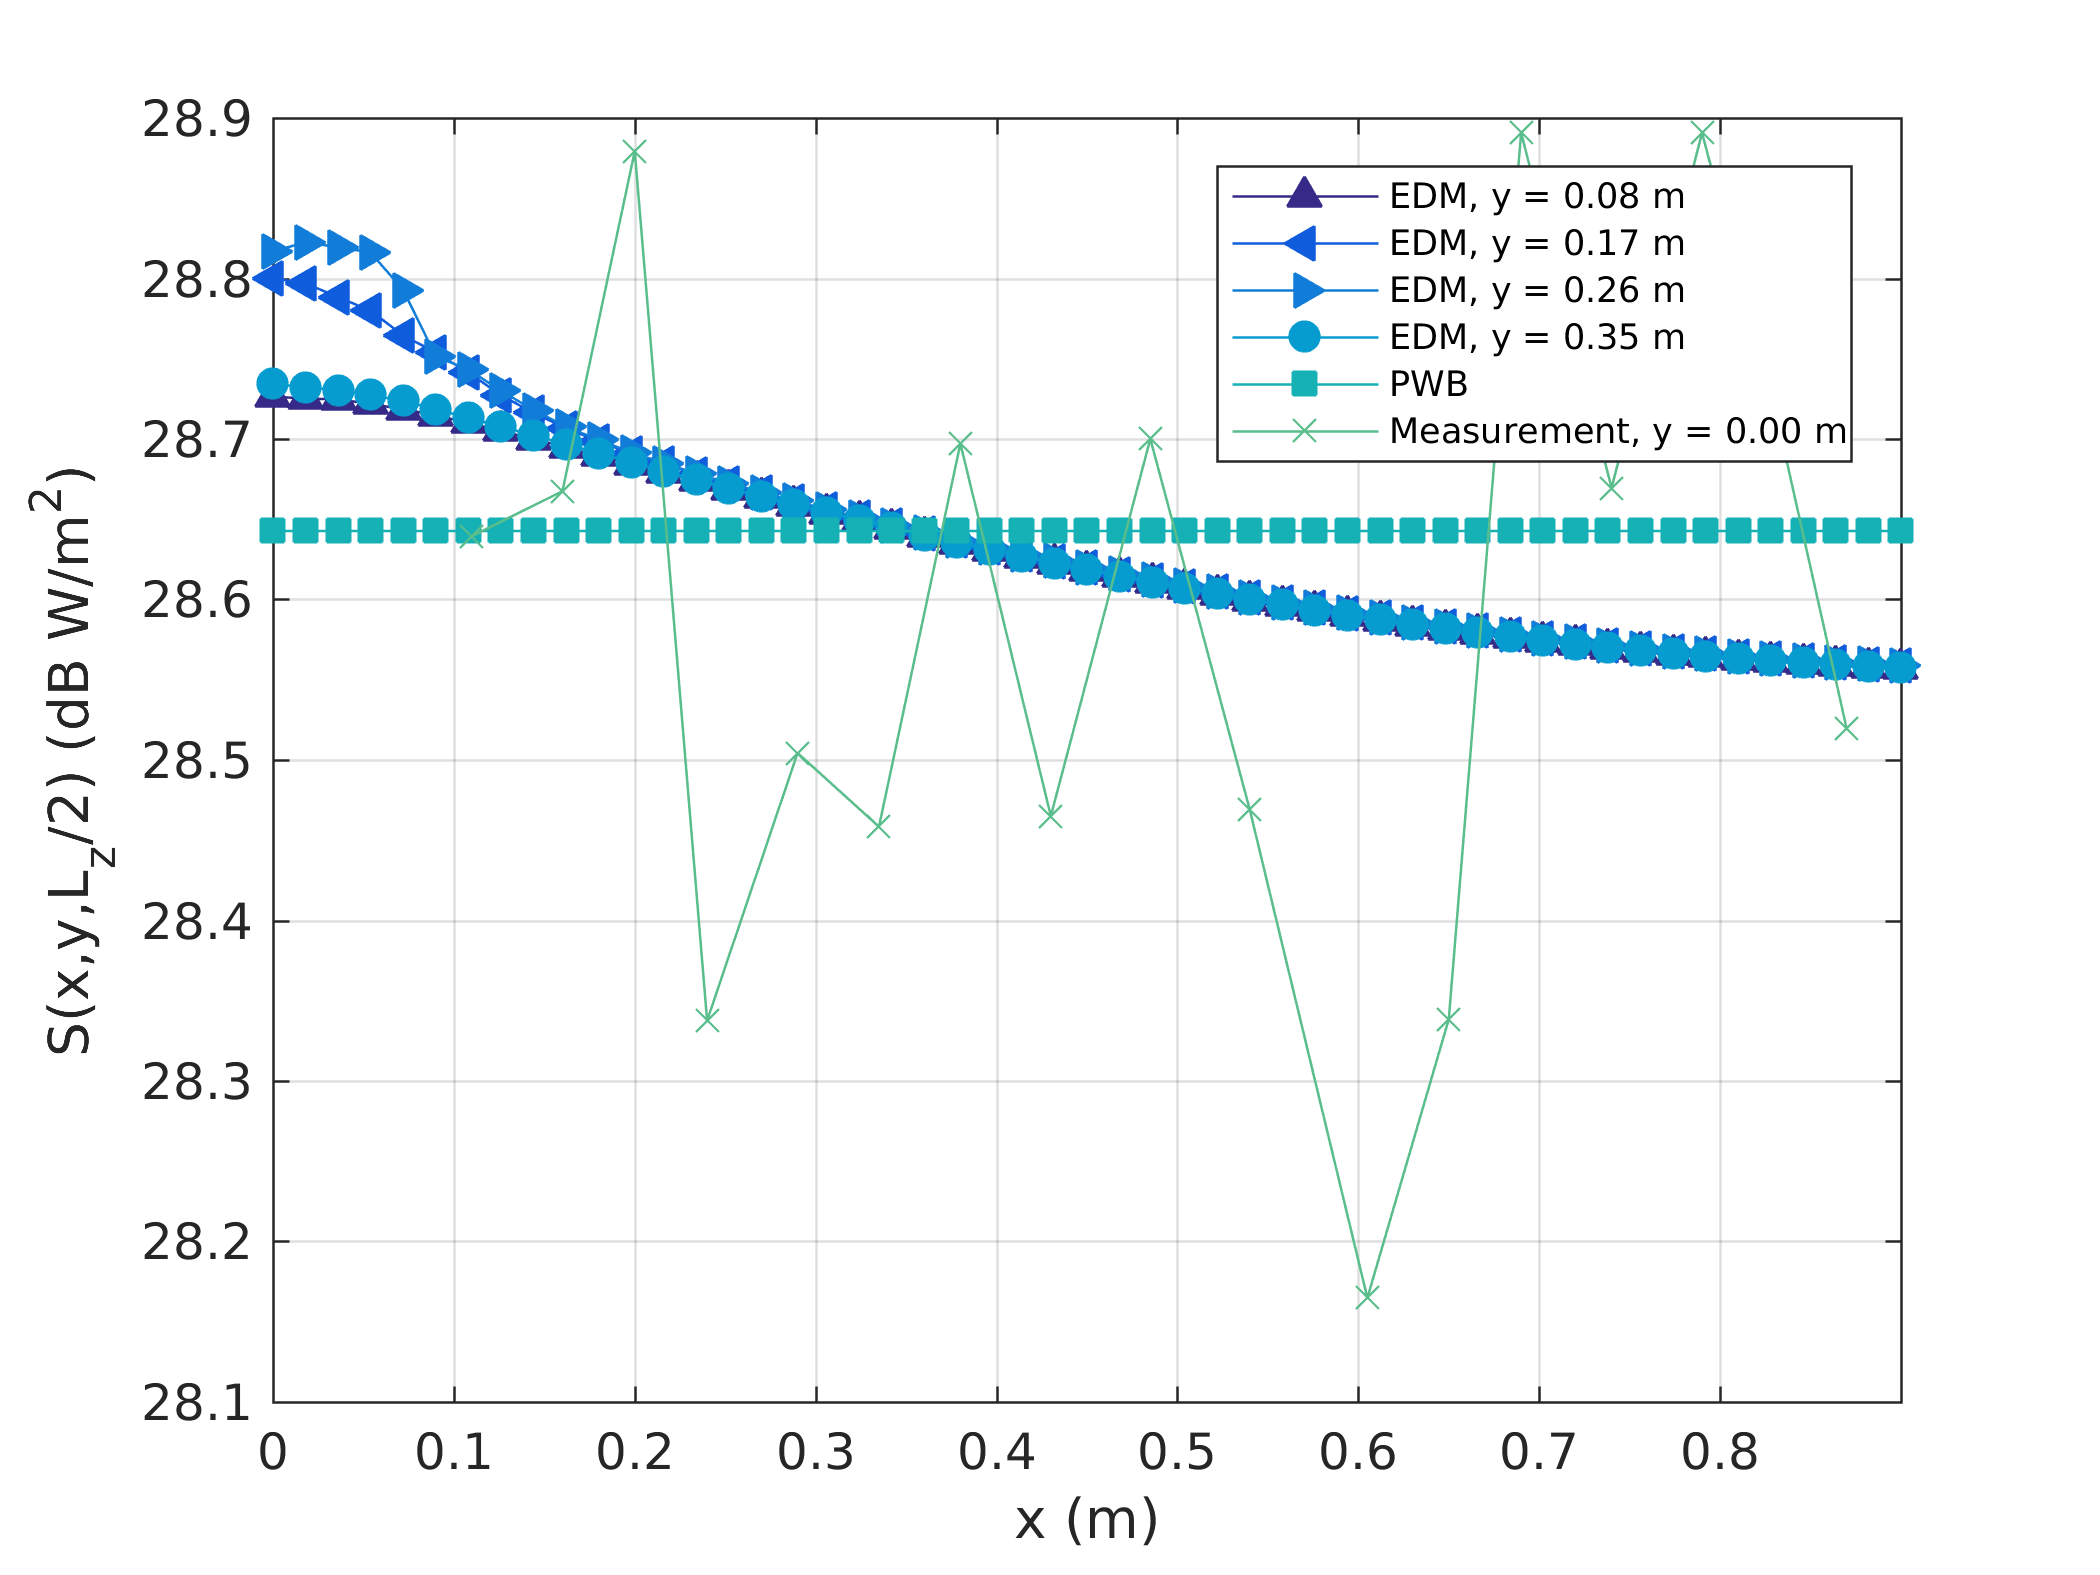 28.9
28.8
28.7
28.6
28.5
28.4
28.3
28.2
28.1
S(x,y,L_z/2) (dB W/m²)
EDM, y = 0.08 m
EDM, y = 0.17 m
EDM, y = 0.26 m
EDM, y = 0.35 m
PWB
Measurement, y = 0.00 m
0 0.1 0.2 0.3 0.4 0.5 0.6 0.7 0.8
x (m)